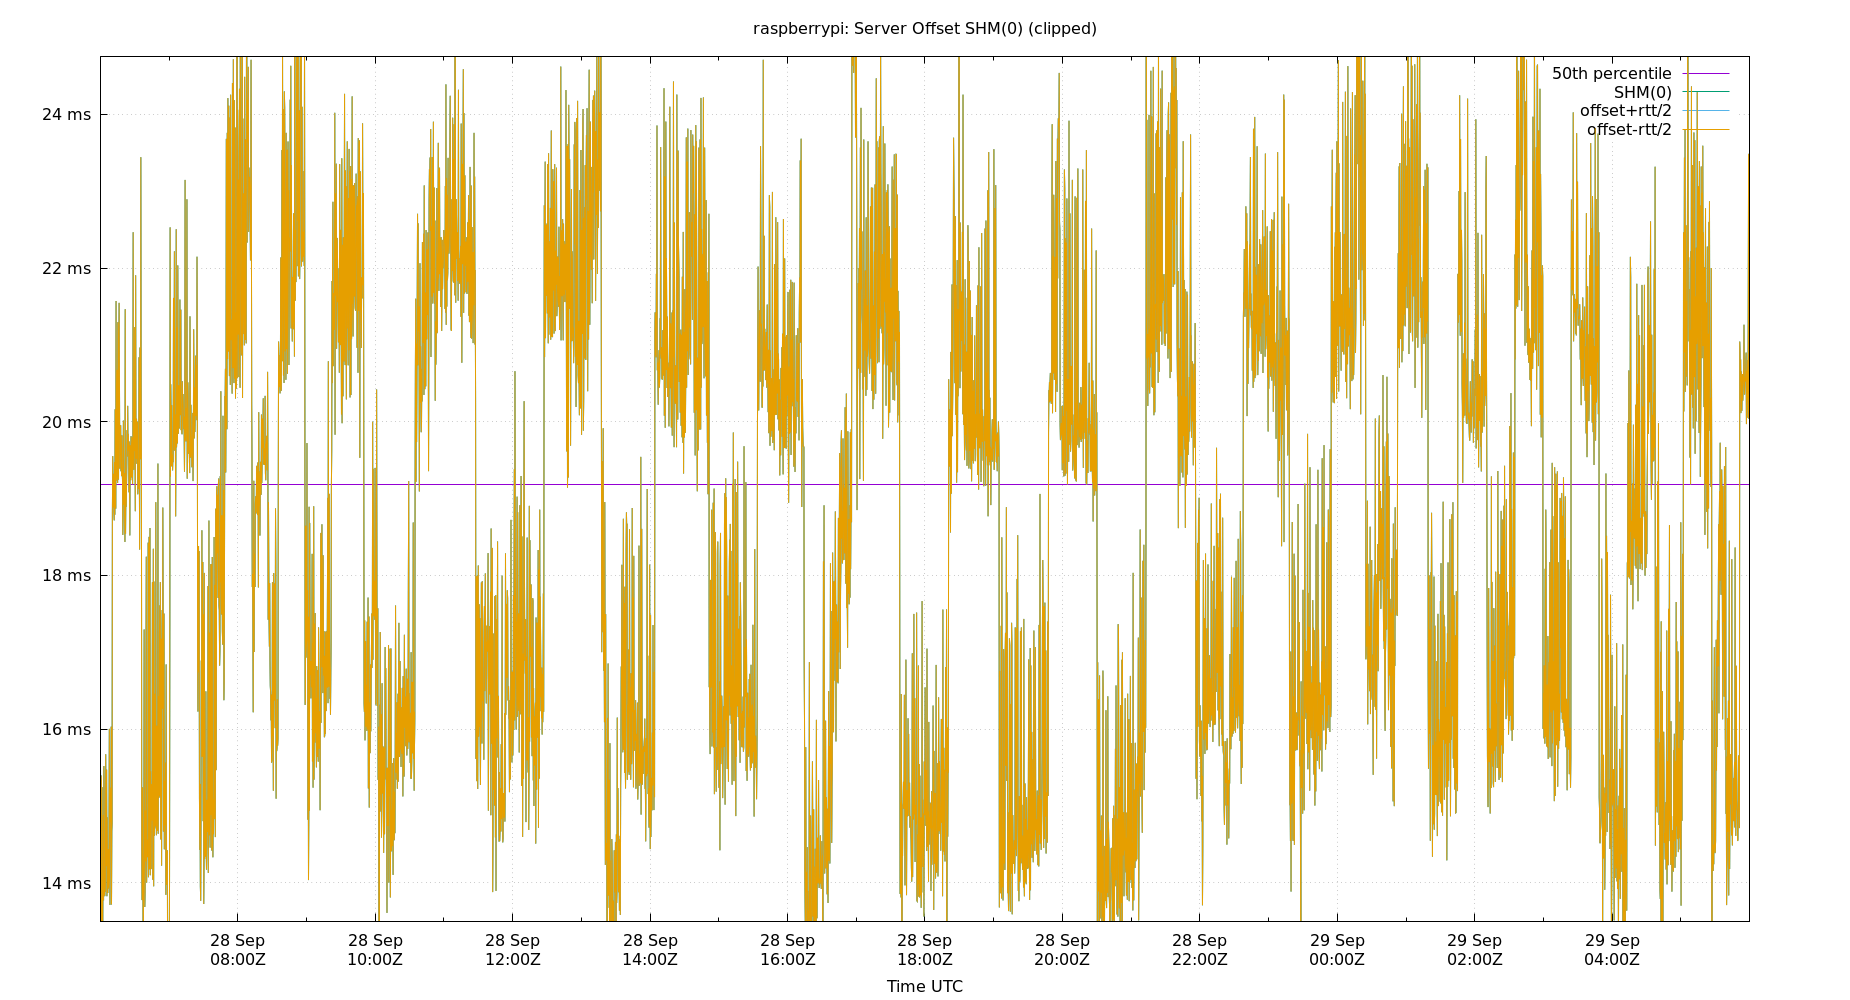 raspberrypi: Server Offset SHM(0) (clipped)
50th percentile
SHM(0)
offset+rtt/2
offset-rtt/2
24 ms
22 ms
20 ms
18 ms
16 ms
14 ms
28 Sep 28 Sep 28 Sep 28 Sep 28 Sep 28 Sep 28 Sep 28 Sep 29 Sep 29 Sep 29 Sep
08:00Z 10:00Z 12:00Z 14:00Z 16:00Z 18:00Z 20:00Z 22:00Z 00:00Z 02:00Z 04:00Z
Time UTC